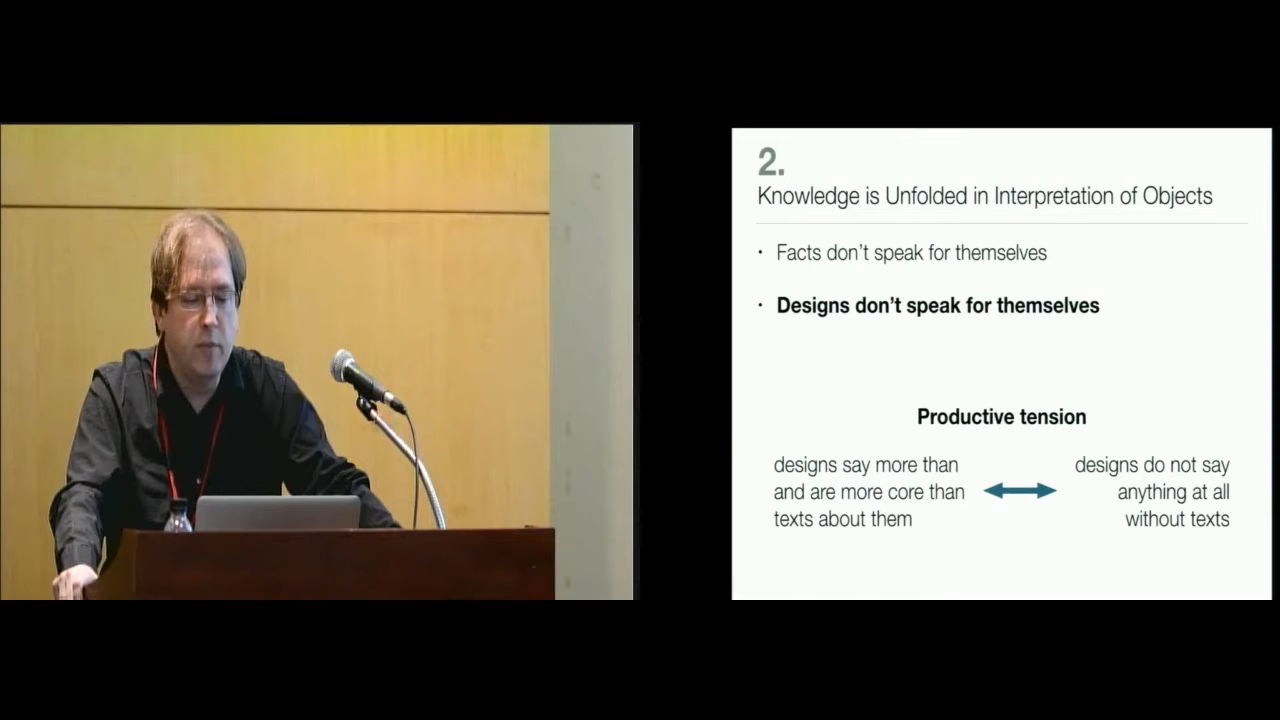 2.
Knowledge is Unfolded in Interpretation of Objects
· Facts don't speak for themselves
· Designs don't speak for themselves
Productive tension
designs say more than
and are more core than
texts about them
designs do not say
anything at all
without texts